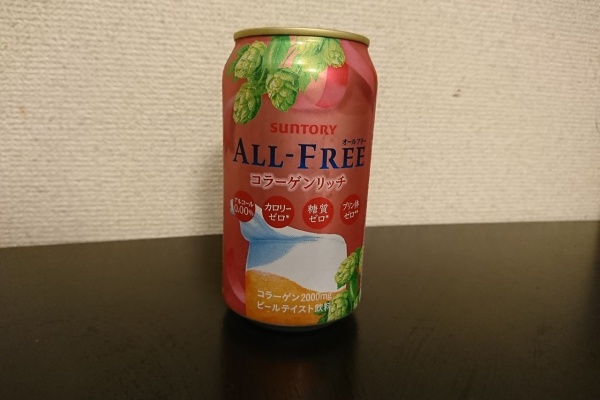 SUNTORY
オールフリー
ALL-FREE
コラーゲンリッチ
アルコール
0.00%
カロリー
ゼロ*
糖質
ゼロ*
プリン体
ゼロ**
コラーゲン2000mg
ビールテイスト飲料